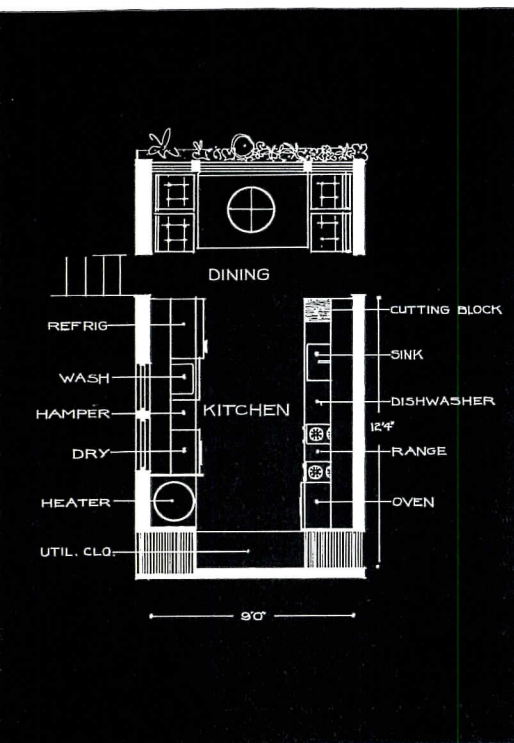 DINING
REFRIG
CUTTING BLOCK
WASH
SINK
HAMPER
KITCHEN
DISHWASHER
12'4"
DRY
RANGE
HEATER
OVEN
UTIL. CLO.
9'0"